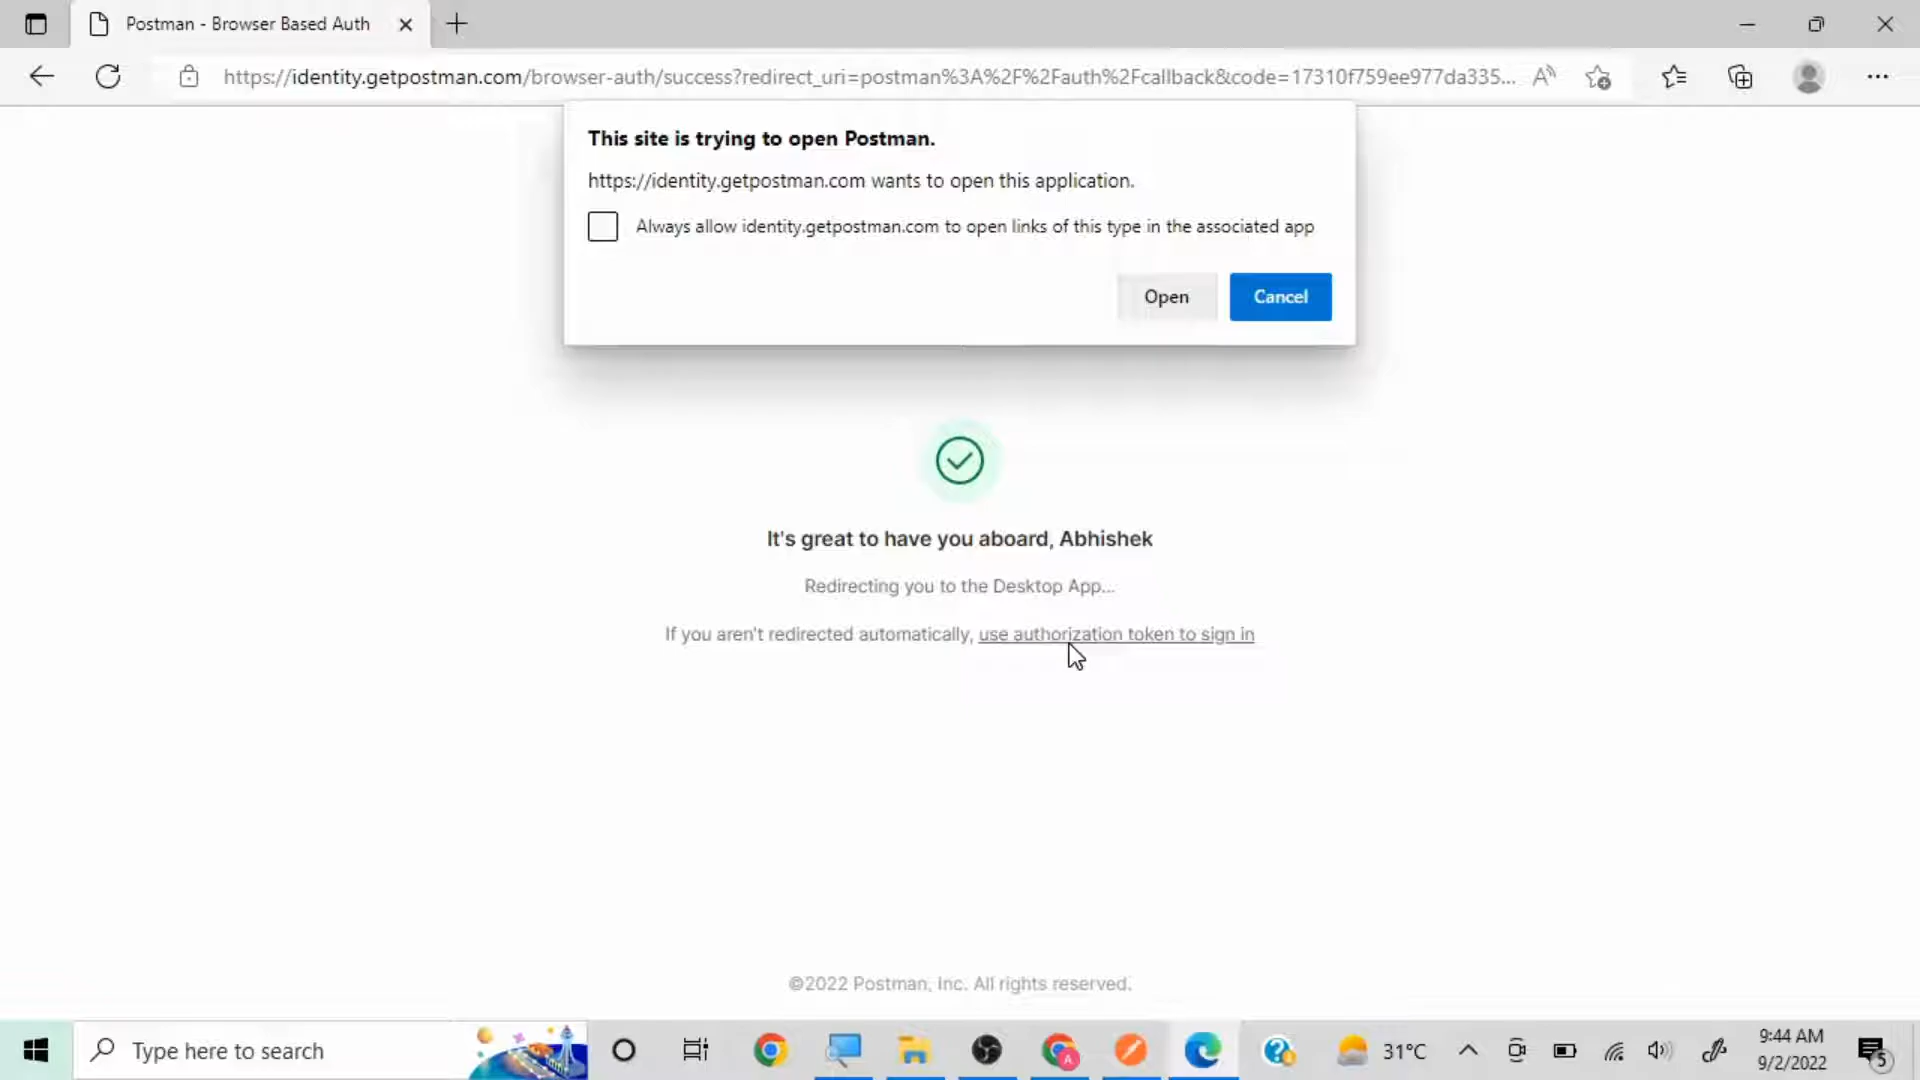 Postman - Browser Based Auth
https://identity.getpostman.com/browser-auth/success?redirect_uri=postman%3A%2F%2Fauth%2Fcallback&code=17310f759ee977da335...
This site is trying to open Postman.
https://identity.getpostman.com wants to open this application.
Always allow identity.getpostman.com to open links of this type in the associated app
Open
Cancel
It's great to have you aboard, Abhishek
Redirecting you to the Desktop App...
If you aren't redirected automatically, use authorization token to sign in
©2022 Postman, Inc. All rights reserved.
Type here to search
A
31°C
9:44 AM
9/2/2022
5